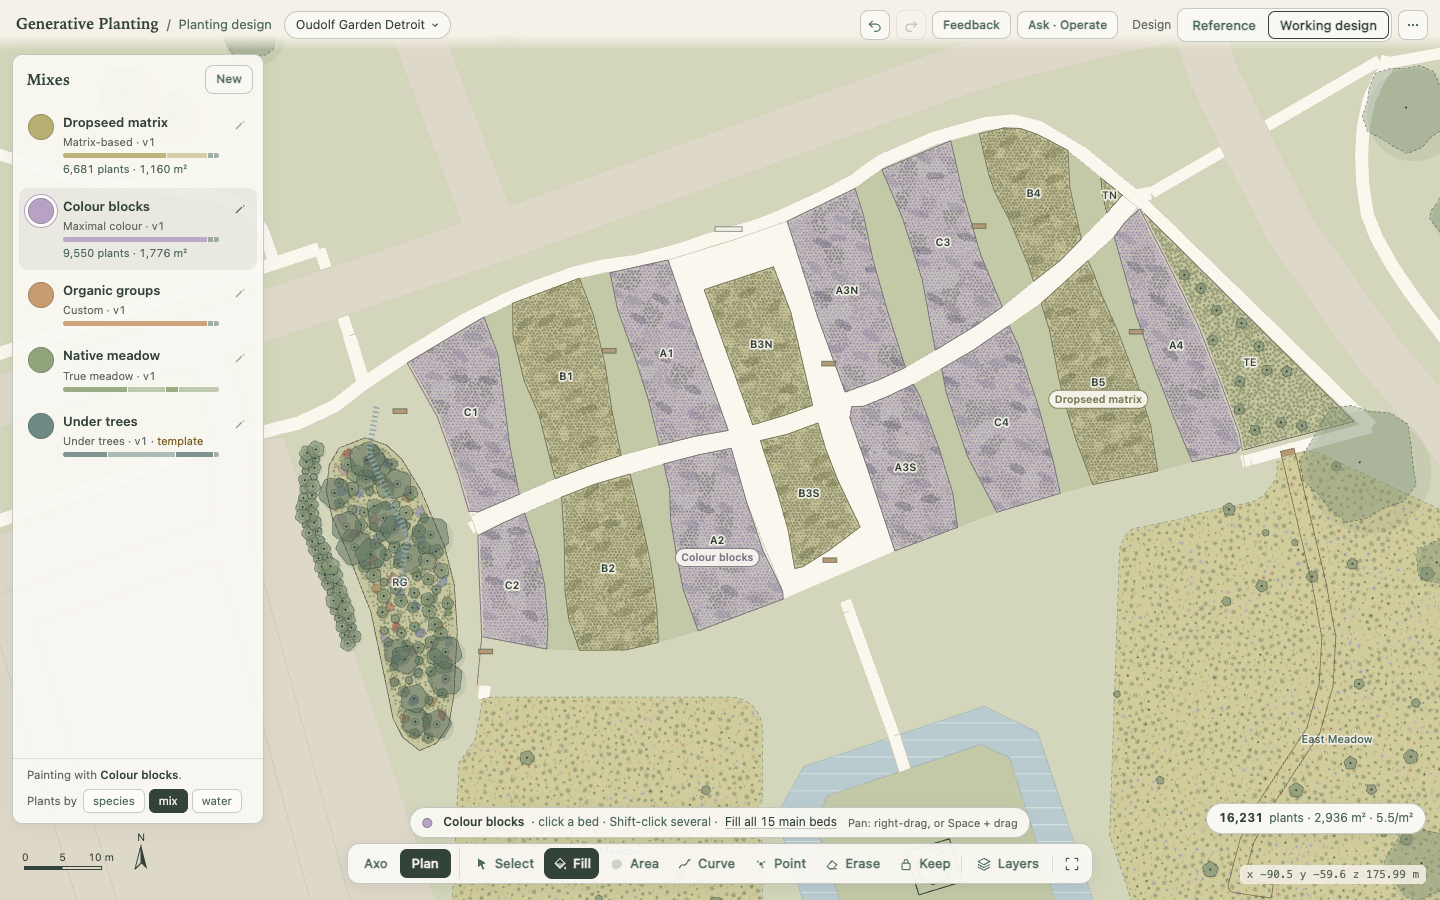 Generative Planting / Planting design
Oudolf Garden Detroit
Feedback
Ask · Operate
Design
Reference
Working design
Mixes
New
Dropseed matrix
Matrix-based · v1
6,681 plants · 1,160 m²
Colour blocks
Maximal colour · v1
9,550 plants · 1,776 m²
Organic groups
Custom · v1
Native meadow
True meadow · v1
Under trees
Under trees · v1 · template
Painting with Colour blocks.
Plants by species mix water
B4
TN
C3
A3N
A1
B3N
A4
TE
B1
B5
Dropseed matrix
C1
C4
A3S
B3S
A2
Colour blocks
RG
C2
B2
East Meadow
Colour blocks · click a bed · Shift-click several · Fill all 15 main beds Pan: right-drag, or Space + drag
16,231 plants · 2,936 m² · 5.5/m²
N
0 5 10 m
Axo Plan Select Fill Area Curve Point Erase Keep Layers
x −90.5 y −59.6 z 175.99 m